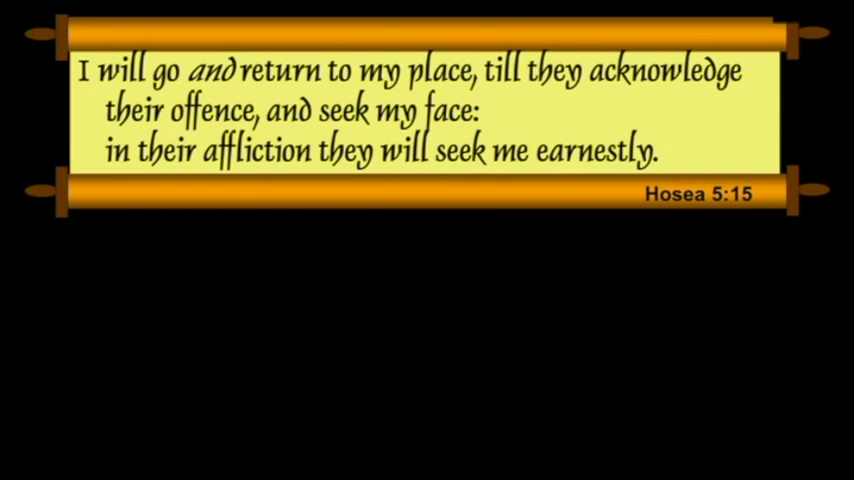 I will go and return to my place, till they acknowledge
their offence, and seek my face:
in their affliction they will seek me earnestly.
Hosea 5:15